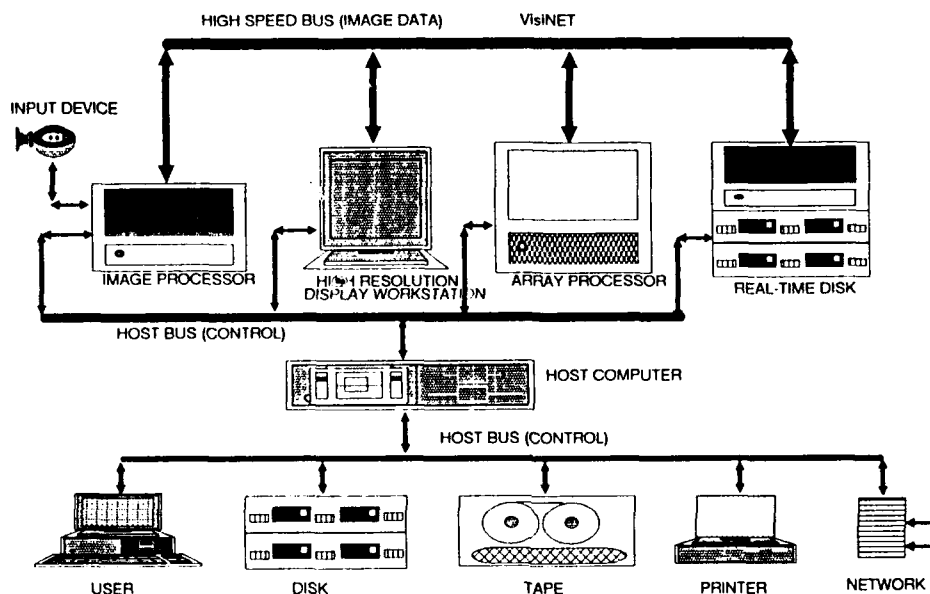 HIGH SPEED BUS (IMAGE DATA) VisiNET
INPUT DEVICE
IMAGE PROCESSOR
HIGH RESOLUTION
DISPLAY WORKSTATION
ARRAY PROCESSOR
REAL-TIME DISK
HOST BUS (CONTROL)
HOST COMPUTER
HOST BUS (CONTROL)
USER
DISK
TAPE
PRINTER
NETWORK